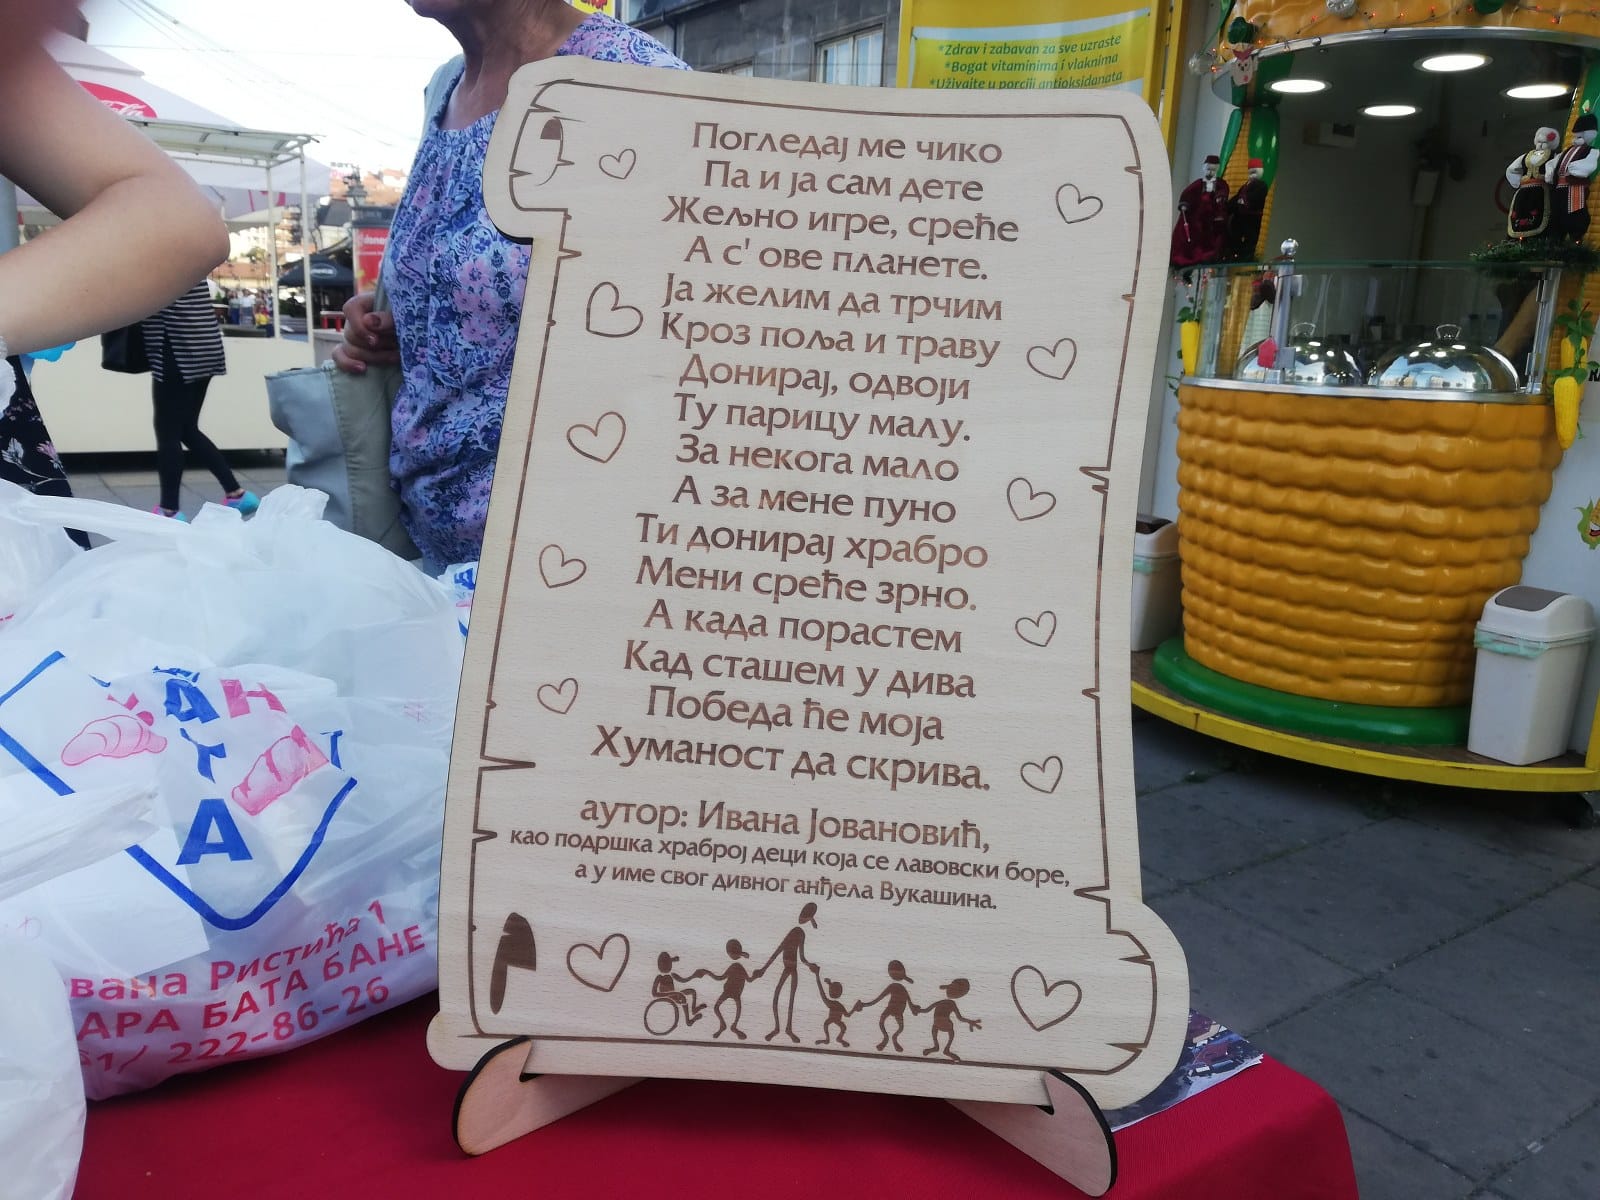 *Zdrav i zabavan za sve uzraste
*Bogat vitaminima i vlaknima
*Uživajte u porciji antioksidanata
Погледај ме чико
Па и ја сам дете
Жељно игре, среће
А с' ове планете.
Ја желим да трчим
Кроз поља и траву
Донирај, одвоји
Ту парицу малу.
За некога мало
А за мене пуно
Ти донирај храбро
Мени среће зрно.
А када порастем
Кад сташем у дива
Победа ће моја
Хуманост да скрива.
аутор: Ивана Јовановић,
као подршка храброј деци која се лавовски боре,
а у име свог дивног анђела Вукашина.
Ристића 1
БАТА БАНЕ
222-86-26